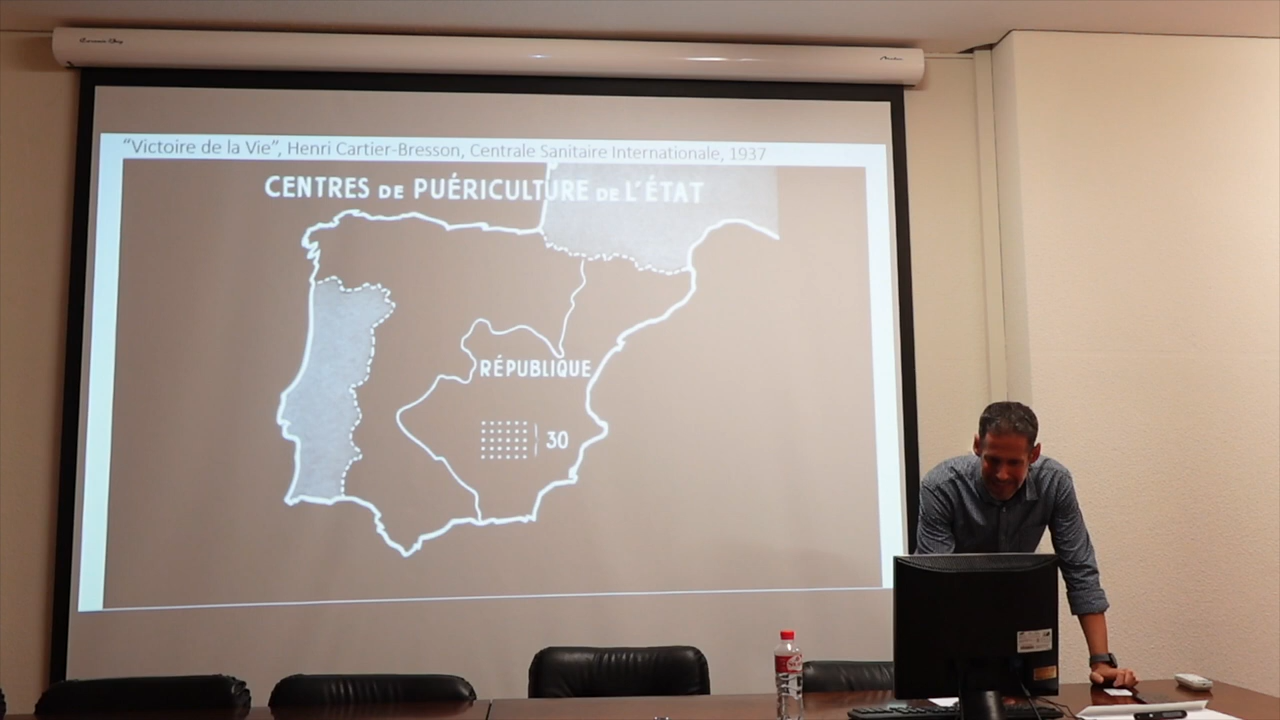 "Victoire de la Vie", Henri Cartier-Bresson, Centrale Sanitaire Internationale, 1937
CENTRES DE PUÉRICULTURE DE L'ÉTAT
RÉPUBLIQUE
30